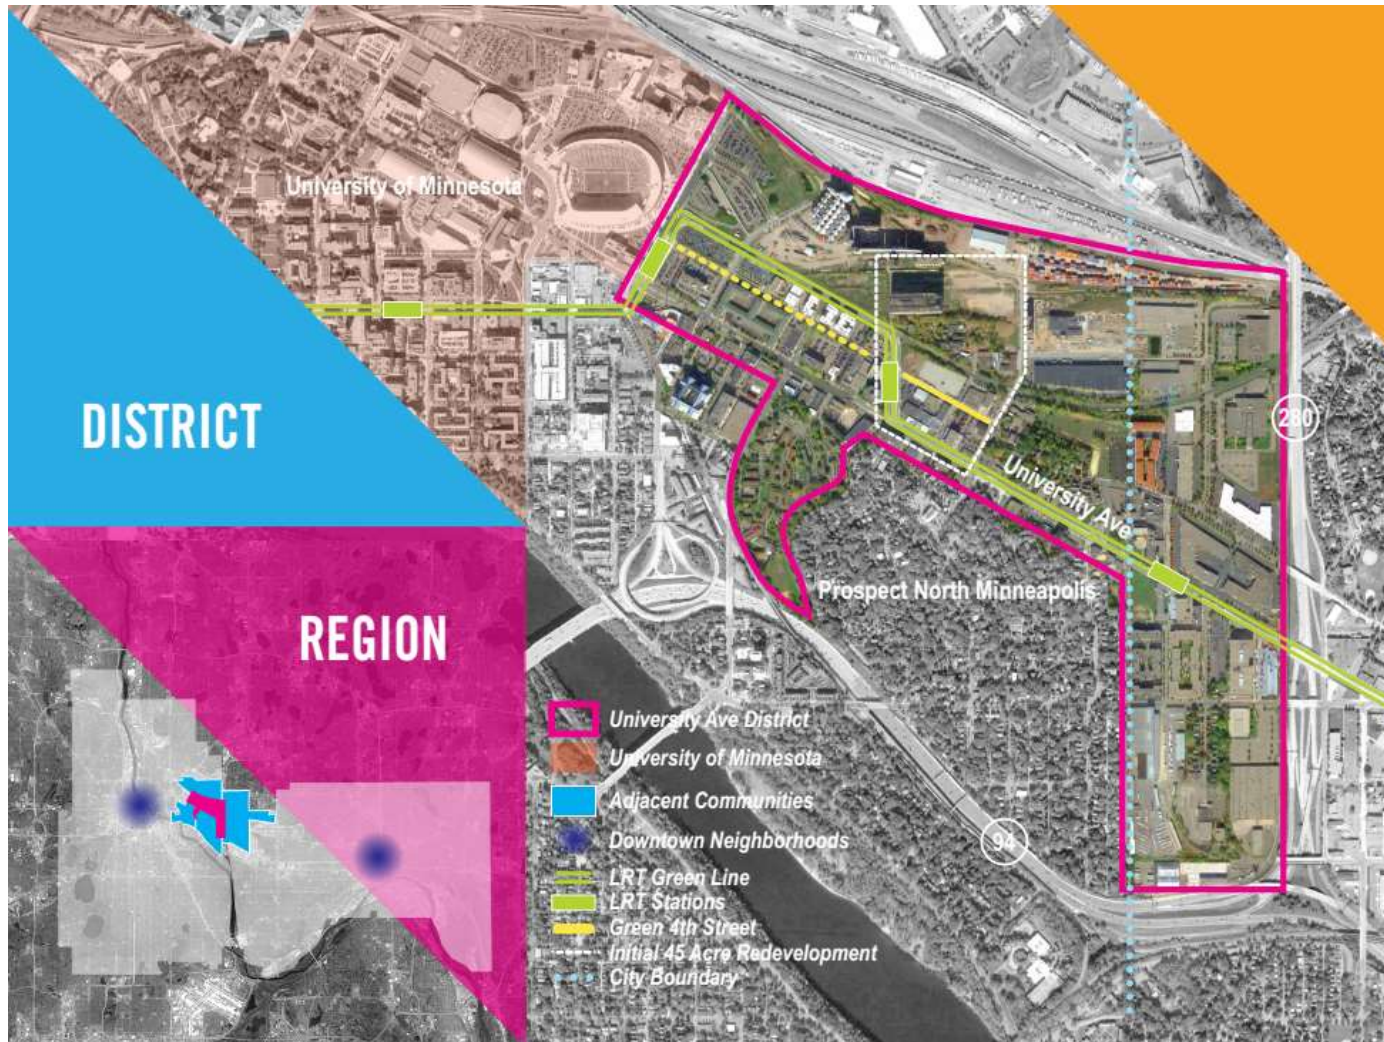 University of Minnesota
DISTRICT
280
University Ave
Prospect North Minneapolis
REGION
University Ave District
University of Minnesota
Adjacent Communities
Downtown Neighborhoods
94
LRT Green Line
LRT Stations
Green 4th Street
Initial 45 Acre Redevelopment
City Boundary